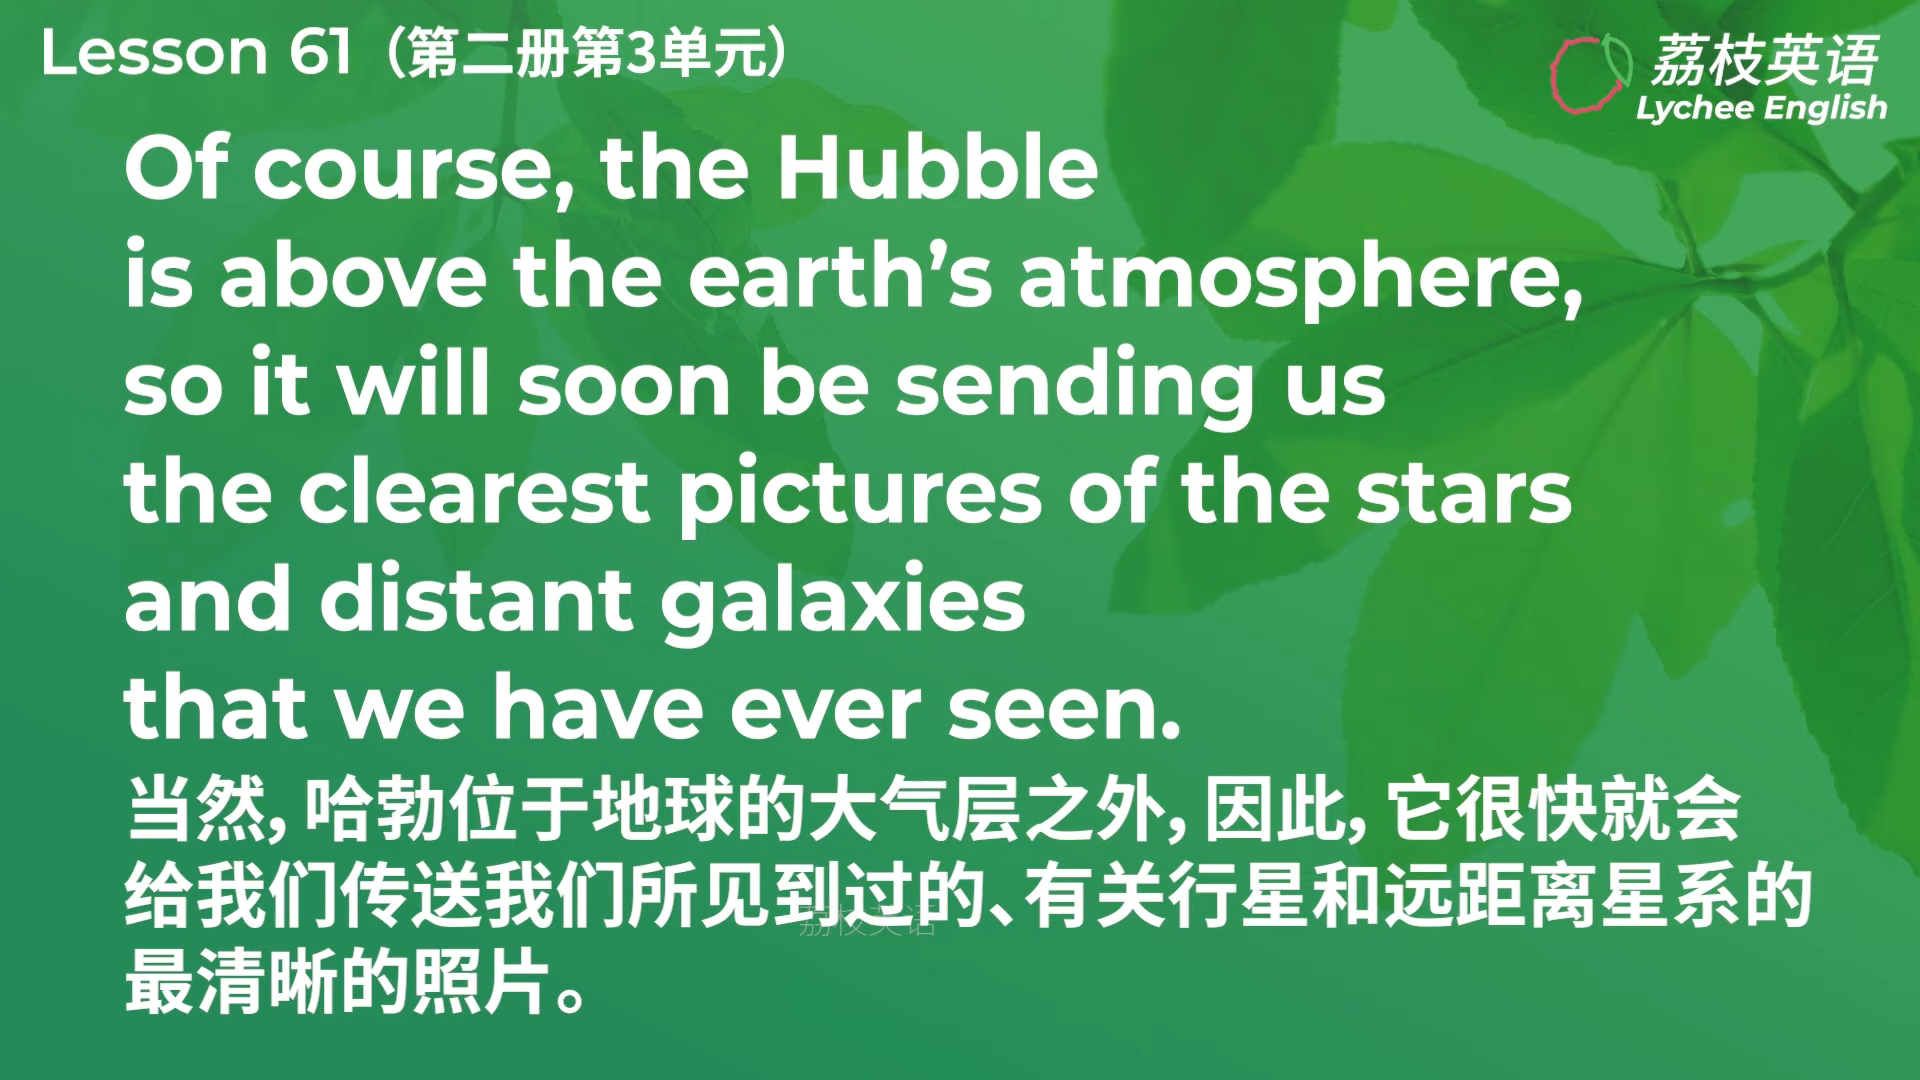 Lesson 61（第二册第3单元）
荔枝英语
Lychee English
Of course, the Hubble
is above the earth’s atmosphere,
so it will soon be sending us
the clearest pictures of the stars
and distant galaxies
that we have ever seen.
当然,哈勃位于地球的大气层之外,因此,它很快就会
给我们传送我们所见到过的、有关行星和远距离星系的
荔枝英语
最清晰的照片。